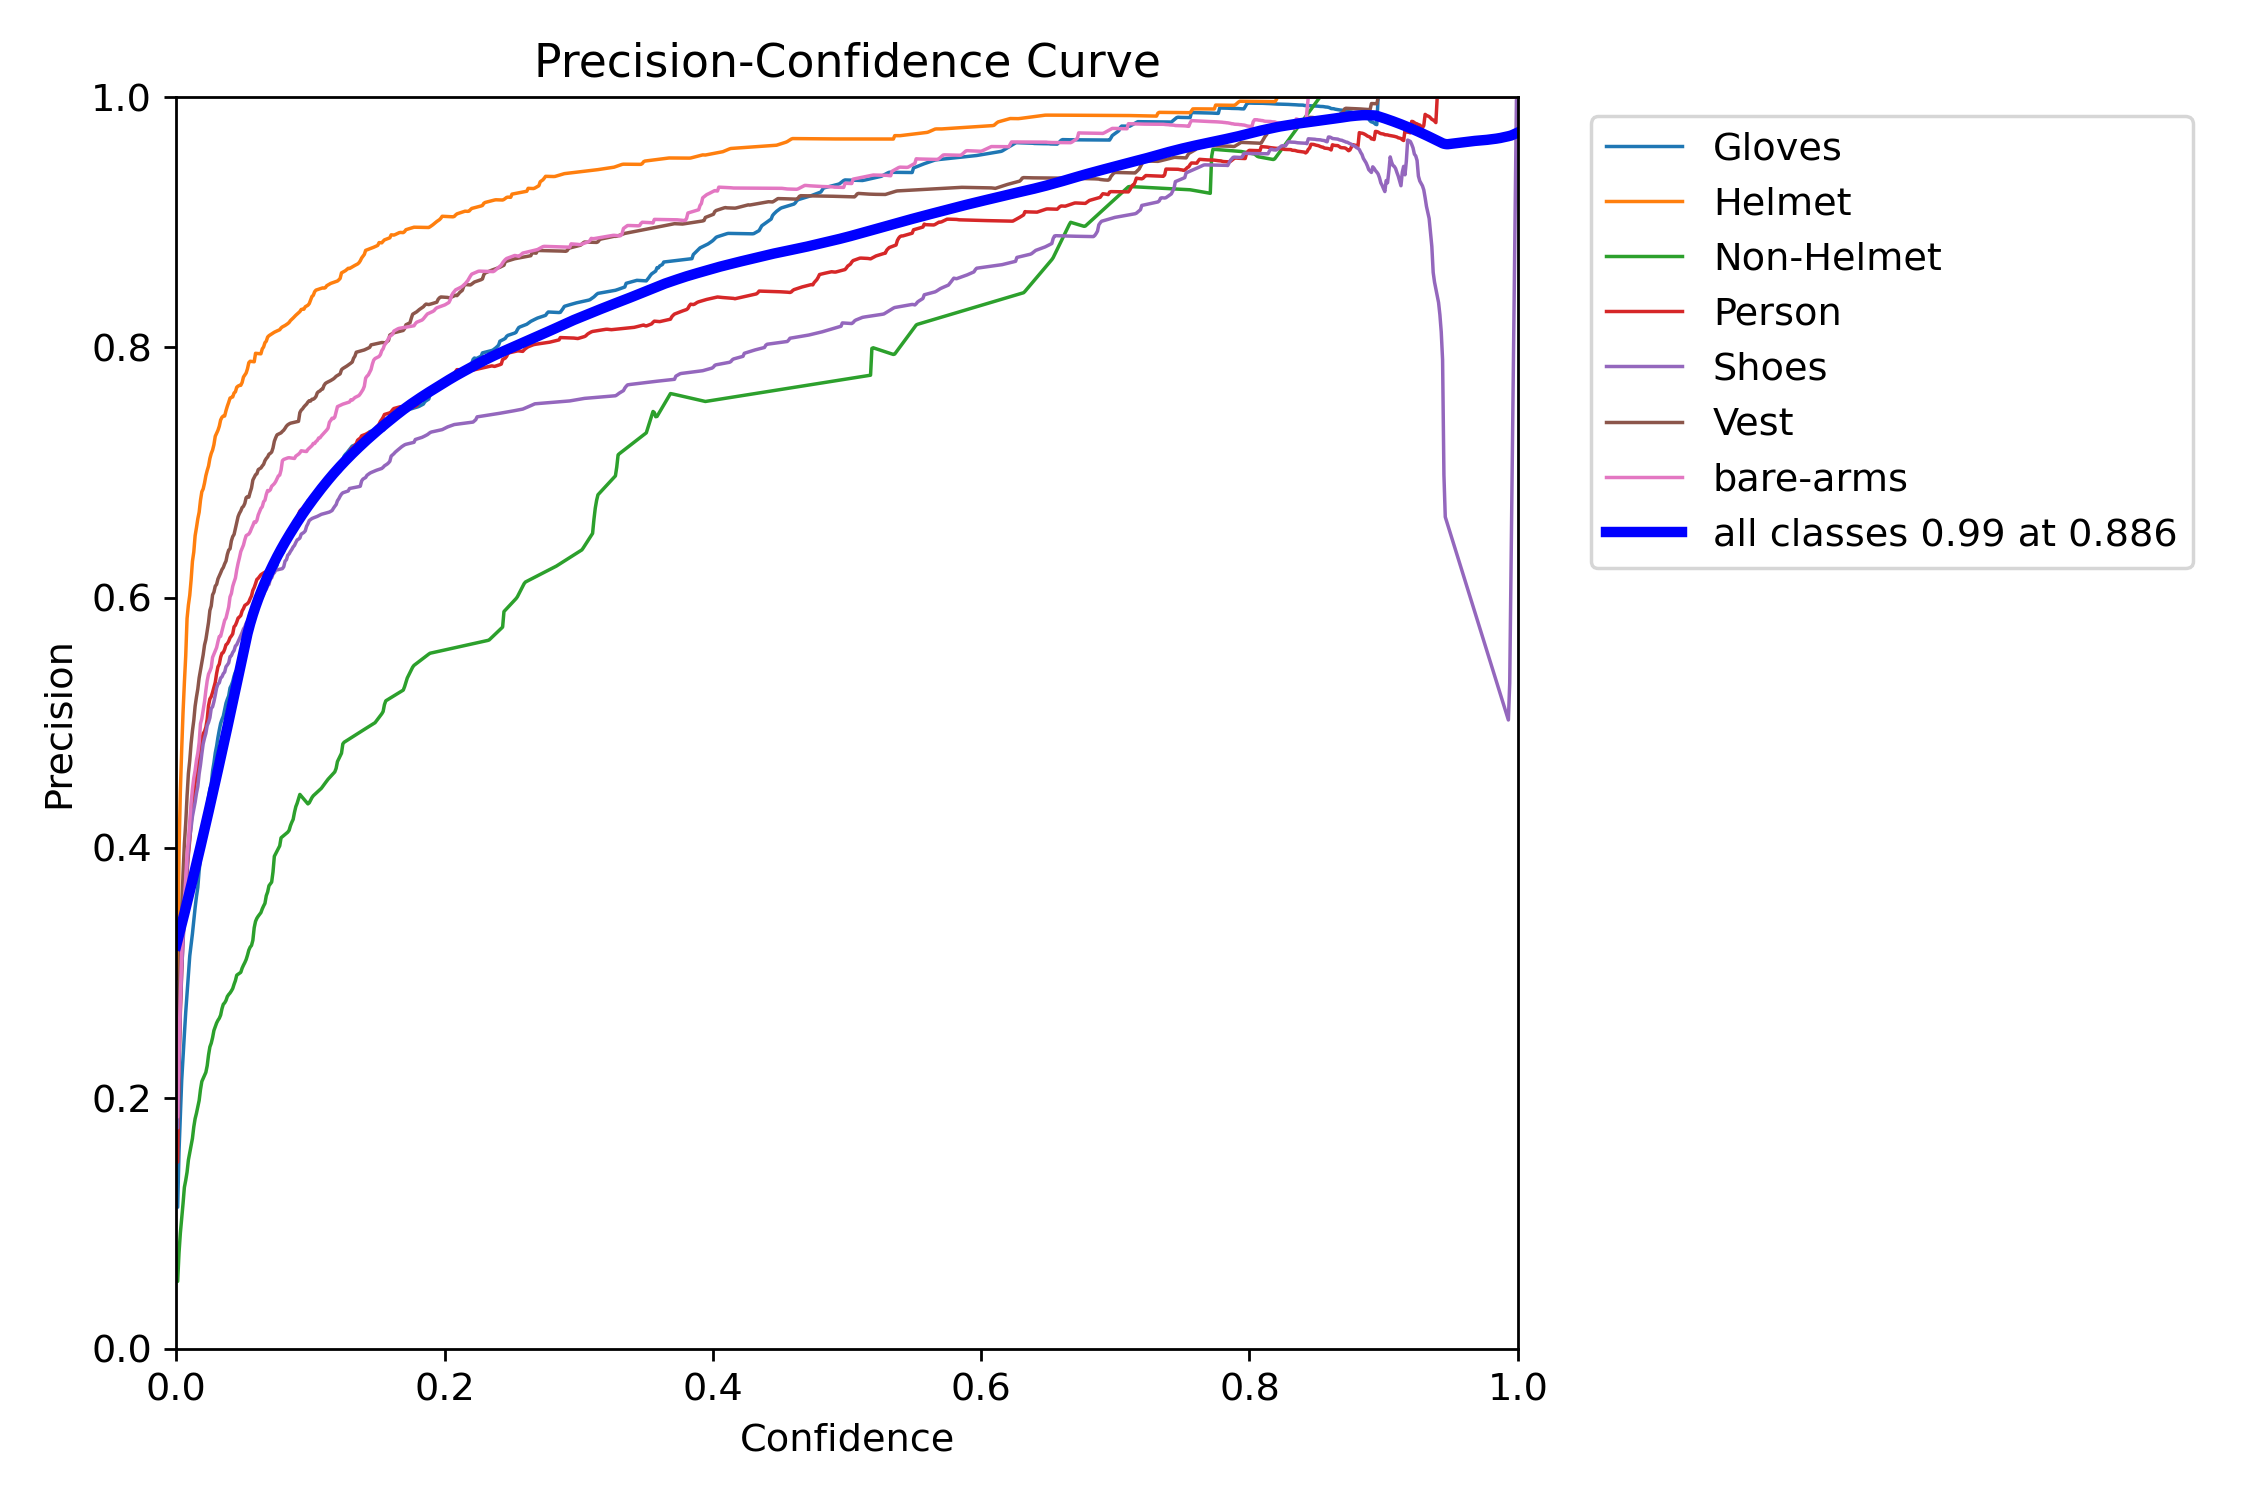 Precision-Confidence Curve
1.0
0.8
0.6
0.4
0.2
0.0
Precision
0.0 0.2 0.4 0.6 0.8 1.0
Confidence
Gloves
Helmet
Non-Helmet
Person
Shoes
Vest
bare-arms
all classes 0.99 at 0.886